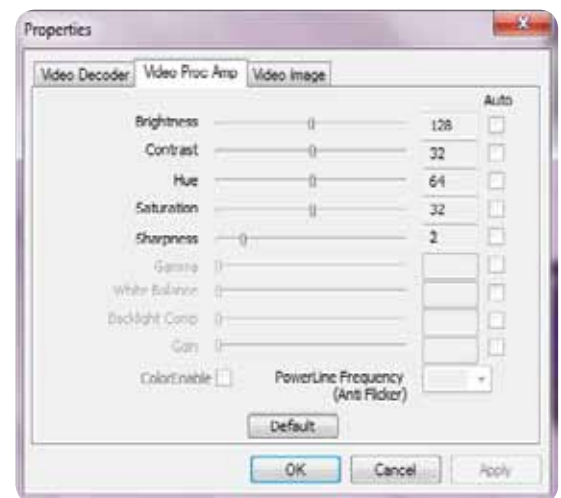 Properties
Video Decoder Video Proc Amp Video Image
Auto
Brightness 128
Contrast 32
Hue 64
Saturation 32
Sharpness 2
Gamma
White Balance
Backlight Comp
Gain
ColorEnable PowerLine Frequency
(Anti Flicker)
Default
OK Cancel Apply